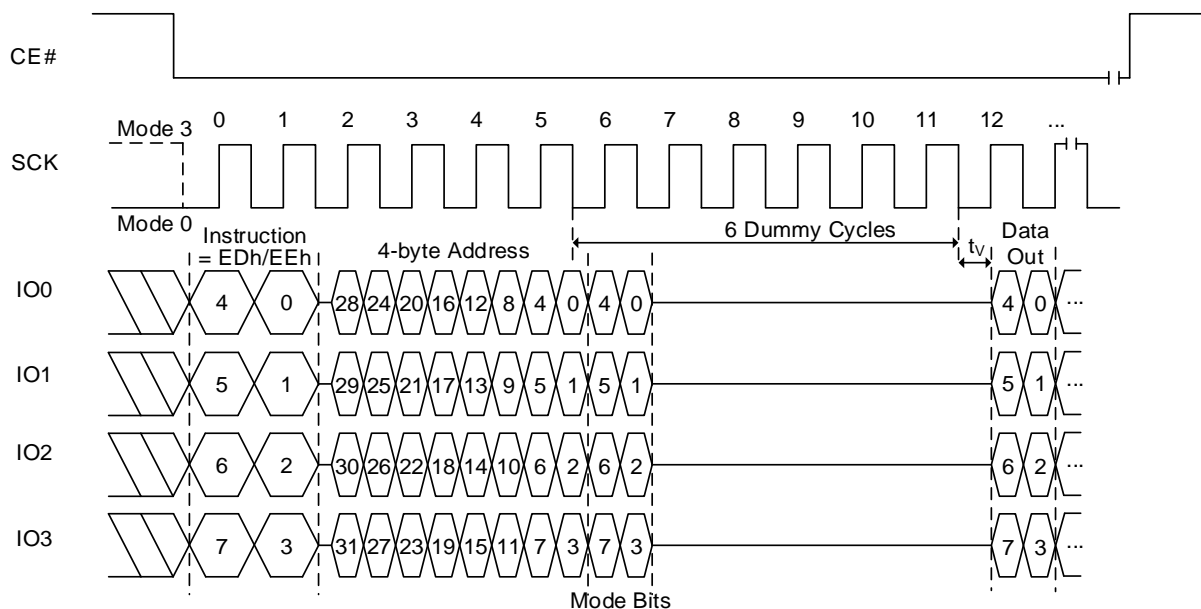 CE#
0 1 2 3 4 5 6 7 8 9 10 11 12 ...
Mode 3
SCK
Mode 0
Instruction
= EDh/EEh
4-byte Address
6 Dummy Cycles
tV
Data
Out
IO0 4 0 28 24 20 16 12 8 4 0 4 0 4 0 ...
IO1 5 1 29 25 21 17 13 9 5 1 5 1 5 1 ...
IO2 6 2 30 26 22 18 14 10 6 2 6 2 6 2 ...
IO3 7 3 31 27 23 19 15 11 7 3 7 3 7 3 ...
Mode Bits